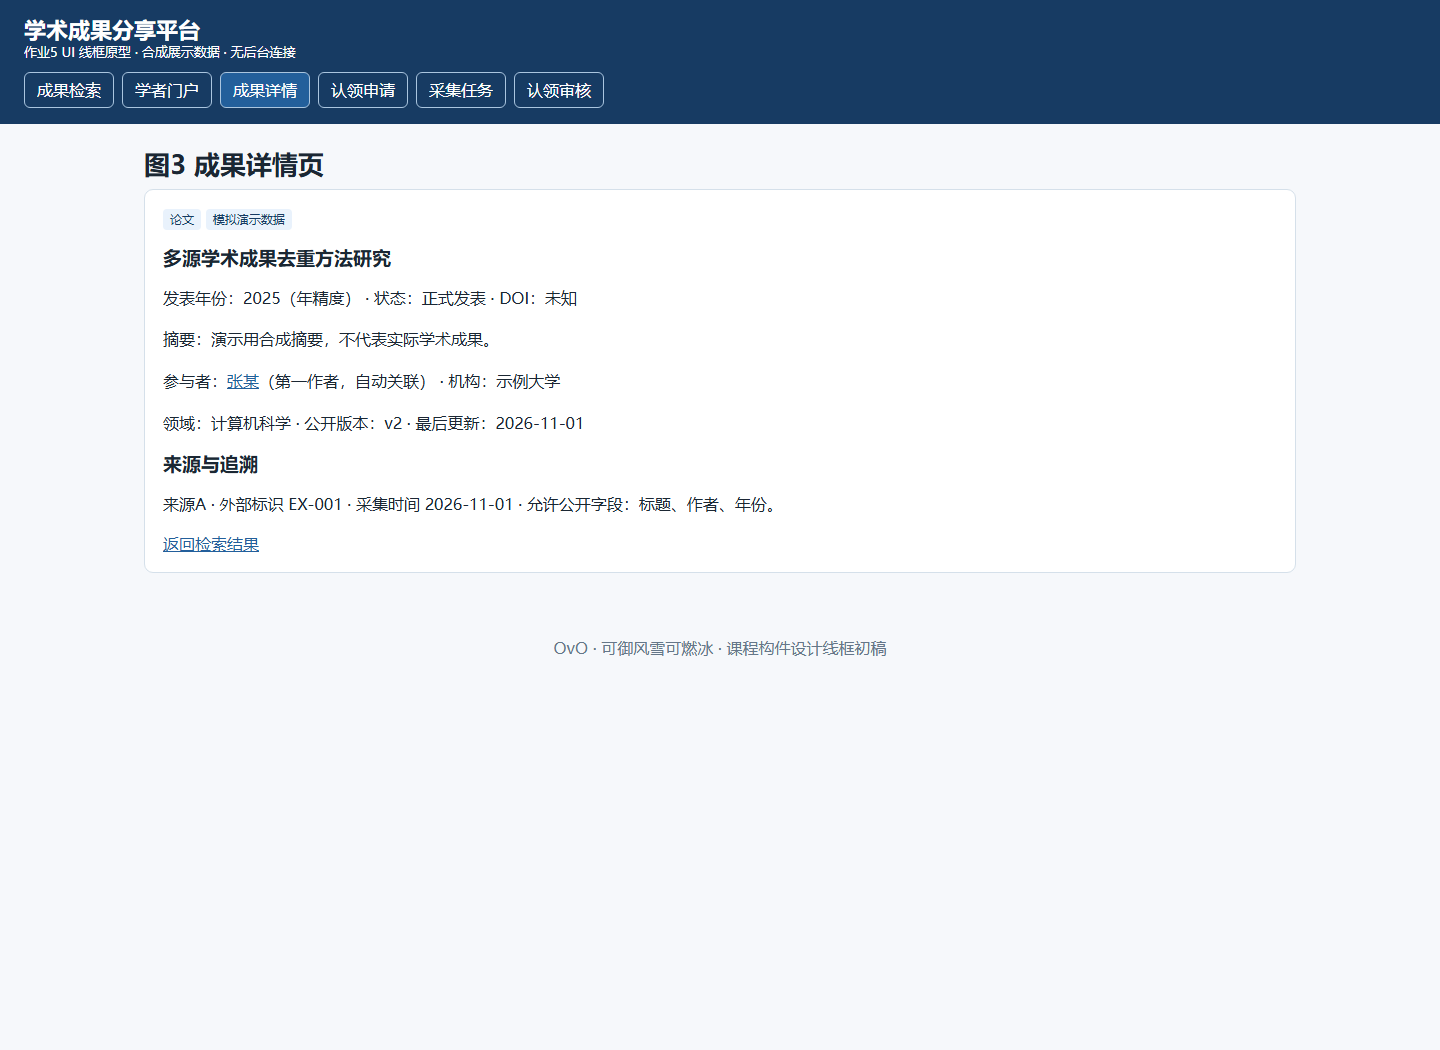 学术成果分享平台
作业5 UI 线框原型 · 合成展示数据 · 无后台连接
成果检索 学者门户 成果详情 认领申请 采集任务 认领审核
图3 成果详情页
论文 模拟演示数据
多源学术成果去重方法研究
发表年份：2025（年精度） · 状态：正式发表 · DOI：未知
摘要：演示用合成摘要，不代表实际学术成果。
参与者：张某（第一作者，自动关联） · 机构：示例大学
领域：计算机科学 · 公开版本：v2 · 最后更新：2026-11-01
来源与追溯
来源A · 外部标识 EX-001 · 采集时间 2026-11-01 · 允许公开字段：标题、作者、年份。
返回检索结果
OvO · 可御风雪可燃冰 · 课程构件设计线框初稿